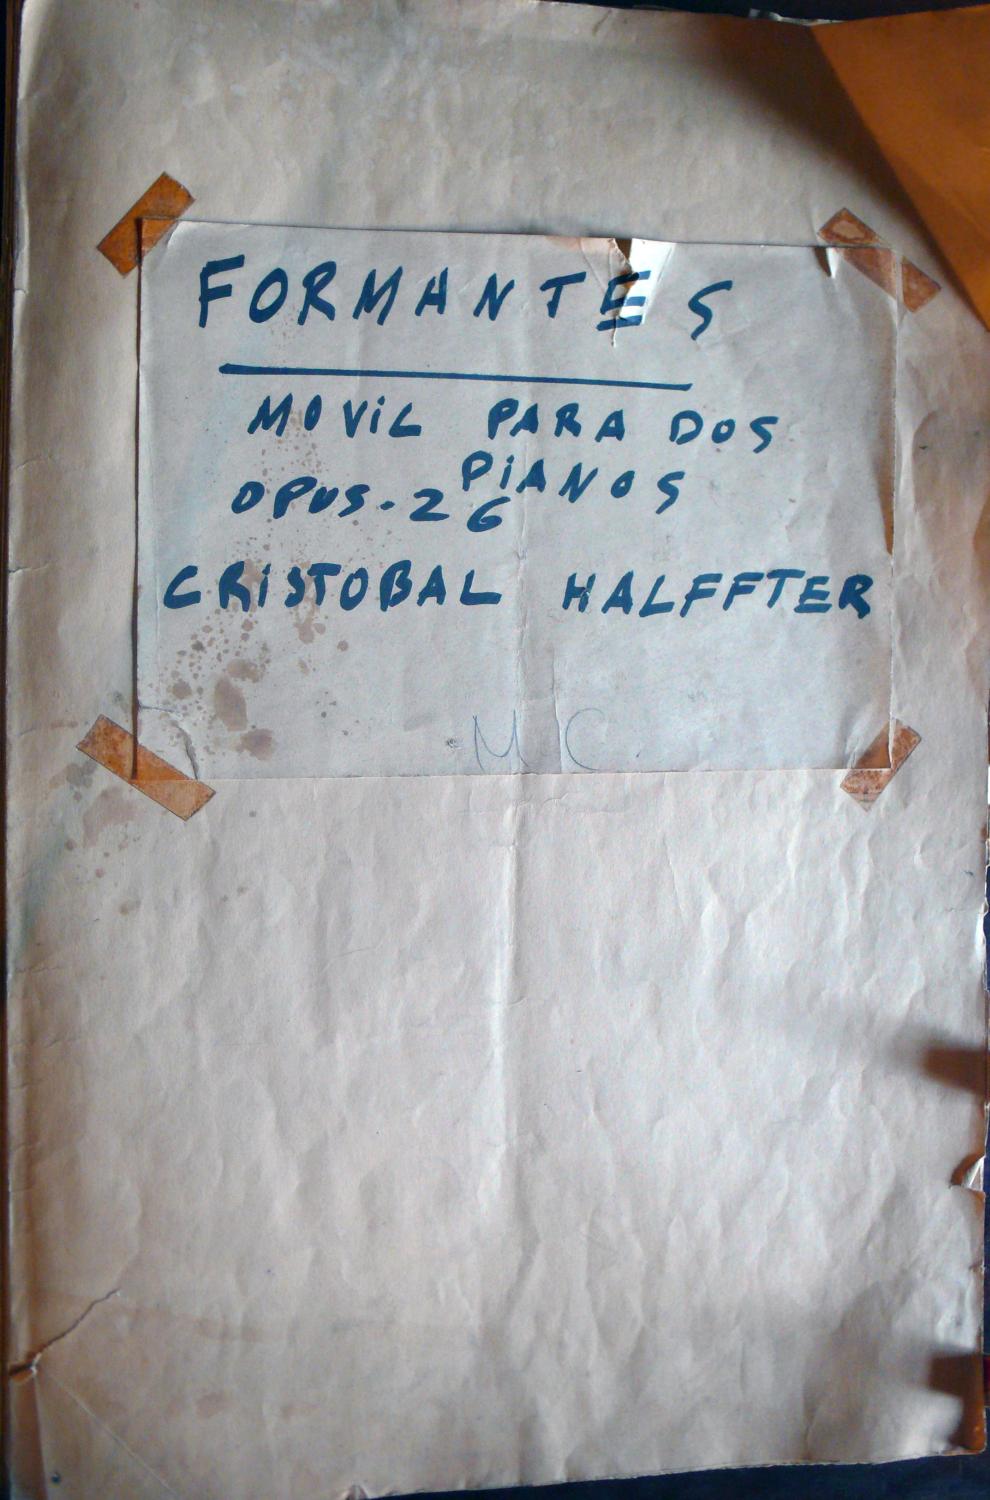 FORMANTES
MOViL PARA DOS
PiANOS
OPUS-26
CRiSTOBAL HALFFTER
MC